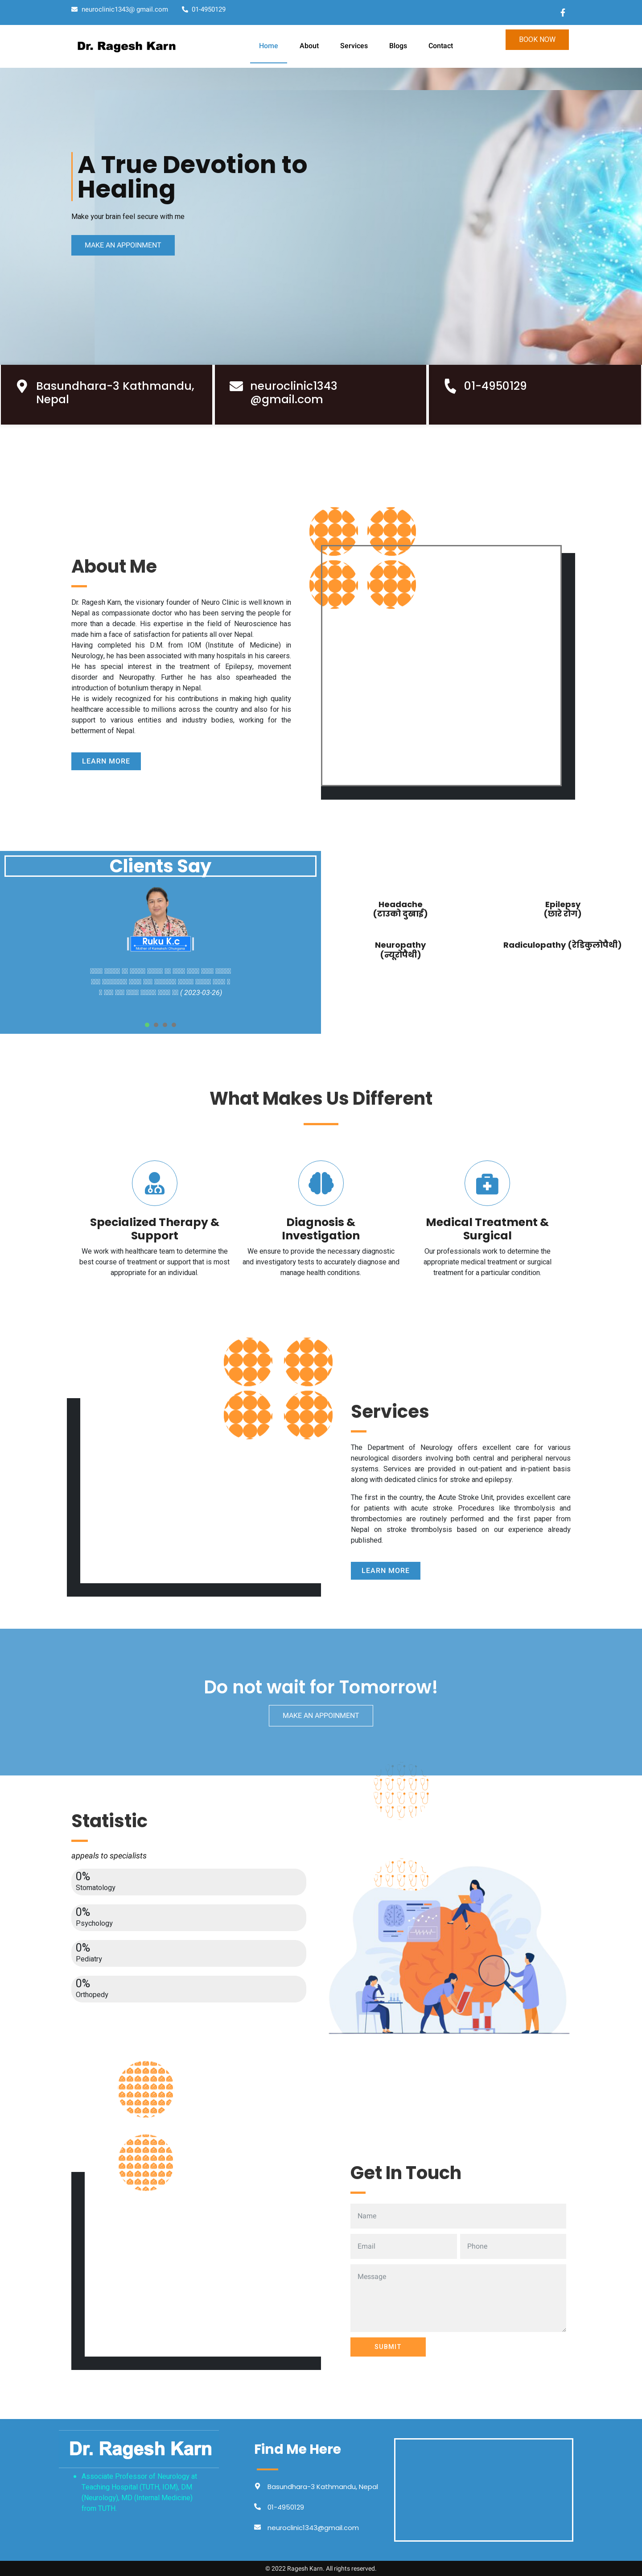 neuroclinic1343@ gmail.com 01-4950129
Dr. Ragesh Karn Home About Services Blogs Contact BOOK NOW
A True Devotion to
Healing
Make your brain feel secure with me
MAKE AN APPOINMENT
Basundhara-3 Kathmandu,
Nepal
neuroclinic1343
@gmail.com
01-4950129
About Me
Dr. Ragesh Karn, the visionary founder of Neuro Clinic is well known in
Nepal as compassionate doctor who has been serving the people for
more than a decade. His expertise in the field of Neuroscience has
made him a face of satisfaction for patients all over Nepal.
Having completed his D.M. from IOM (Institute of Medicine) in
Neurology, he has been associated with many hospitals in his careers.
He has special interest in the treatment of Epilepsy, movement
disorder and Neuropathy. Further he has also spearheaded the
introduction of botunlium therapy in Nepal.
He is widely recognized for his contributions in making high quality
healthcare accessible to millions across the country and also for his
support to various entities and industry bodies, working for the
betterment of Nepal.
LEARN MORE
Clients Say
Ruku K.c
( 2023-03-26)
Headache
(टाउको दुखाई)
Epilepsy
(छारे रोग)
Neuropathy
(न्यूरोपैथी)
Radiculopathy (रेडिकुलोपैथी)
What Makes Us Different
Specialized Therapy &
Support
We work with healthcare team to determine the
best course of treatment or support that is most
appropriate for an individual.
Diagnosis &
Investigation
We ensure to provide the necessary diagnostic
and investigatory tests to accurately diagnose and
manage health conditions.
Medical Treatment &
Surgical
Our professionals work to determine the
appropriate medical treatment or surgical
treatment for a particular condition.
Services
The Department of Neurology offers excellent care for various
neurological disorders involving both central and peripheral nervous
systems. Services are provided in out-patient and in-patient basis
along with dedicated clinics for stroke and epilepsy.
The first in the country, the Acute Stroke Unit, provides excellent care
for patients with acute stroke. Procedures like thrombolysis and
thrombectomies are routinely performed and the first paper from
Nepal on stroke thrombolysis based on our experience already
published.
LEARN MORE
Do not wait for Tomorrow!
MAKE AN APPOINMENT
Statistic
appeals to specialists
0%
Stomatology
0%
Psychology
0%
Pediatry
0%
Orthopedy
Get In Touch
Name
Email Phone
Message
SUBMIT
Dr. Ragesh Karn
Associate Professor of Neurology at
Teaching Hospital (TUTH, IOM), DM
(Neurology), MD (Internal Medicine)
from TUTH.
Find Me Here
Basundhara-3 Kathmandu, Nepal
01-4950129
neuroclinic1343@gmail.com
© 2022 Ragesh Karn. All rights reserved.